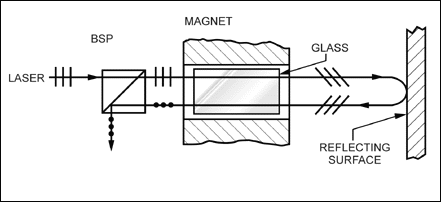 MAGNET
BSP
GLASS
LASER
REFLECTING
SURFACE